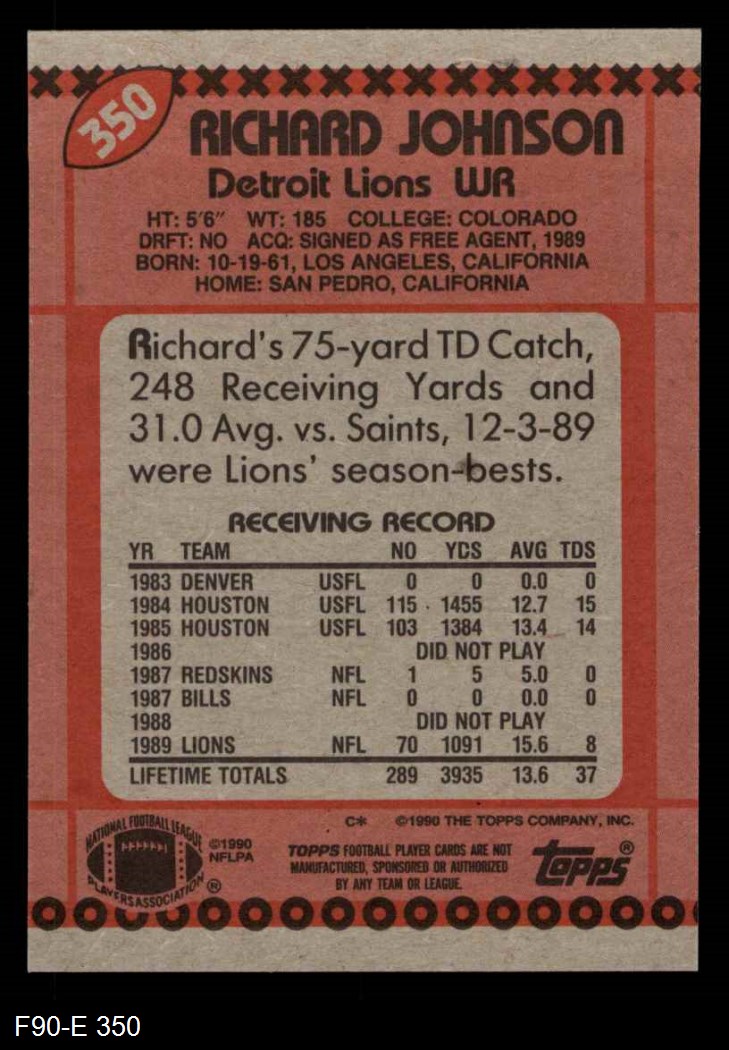 350
RICHARD JOHNSON
Detroit Lions WR
HT: 5'6" WT: 185 COLLEGE: COLORADO
DRFT: NO ACQ: SIGNED AS FREE AGENT, 1989
BORN: 10-19-61, LOS ANGELES, CALIFORNIA
HOME: SAN PEDRO, CALIFORNIA
Richard's 75-yard TD Catch,
248 Receiving Yards and
31.0 Avg. vs. Saints, 12-3-89
were Lions' season-bests.
RECEIVING RECORD
YR TEAM NO YDS AVG TDS
1983 DENVER USFL 0 0 0.0 0
1984 HOUSTON USFL 115 1455 12.7 15
1985 HOUSTON USFL 103 1384 13.4 14
1986 DID NOT PLAY
1987 REDSKINS NFL 1 5 5.0 0
1987 BILLS NFL 0 0 0.0 0
1988 DID NOT PLAY
1989 LIONS NFL 70 1091 15.6 8
LIFETIME TOTALS 289 3935 13.6 37
C* ©1990 THE TOPPS COMPANY, INC.
NATIONAL FOOTBALL LEAGUE
PLAYERS ASSOCIATION ®
©1990
NFLPA
TOPPS FOOTBALL PLAYER CARDS ARE NOT
MANUFACTURED, SPONSORED OR AUTHORIZED
BY ANY TEAM OR LEAGUE.
topps®
F90-E 350